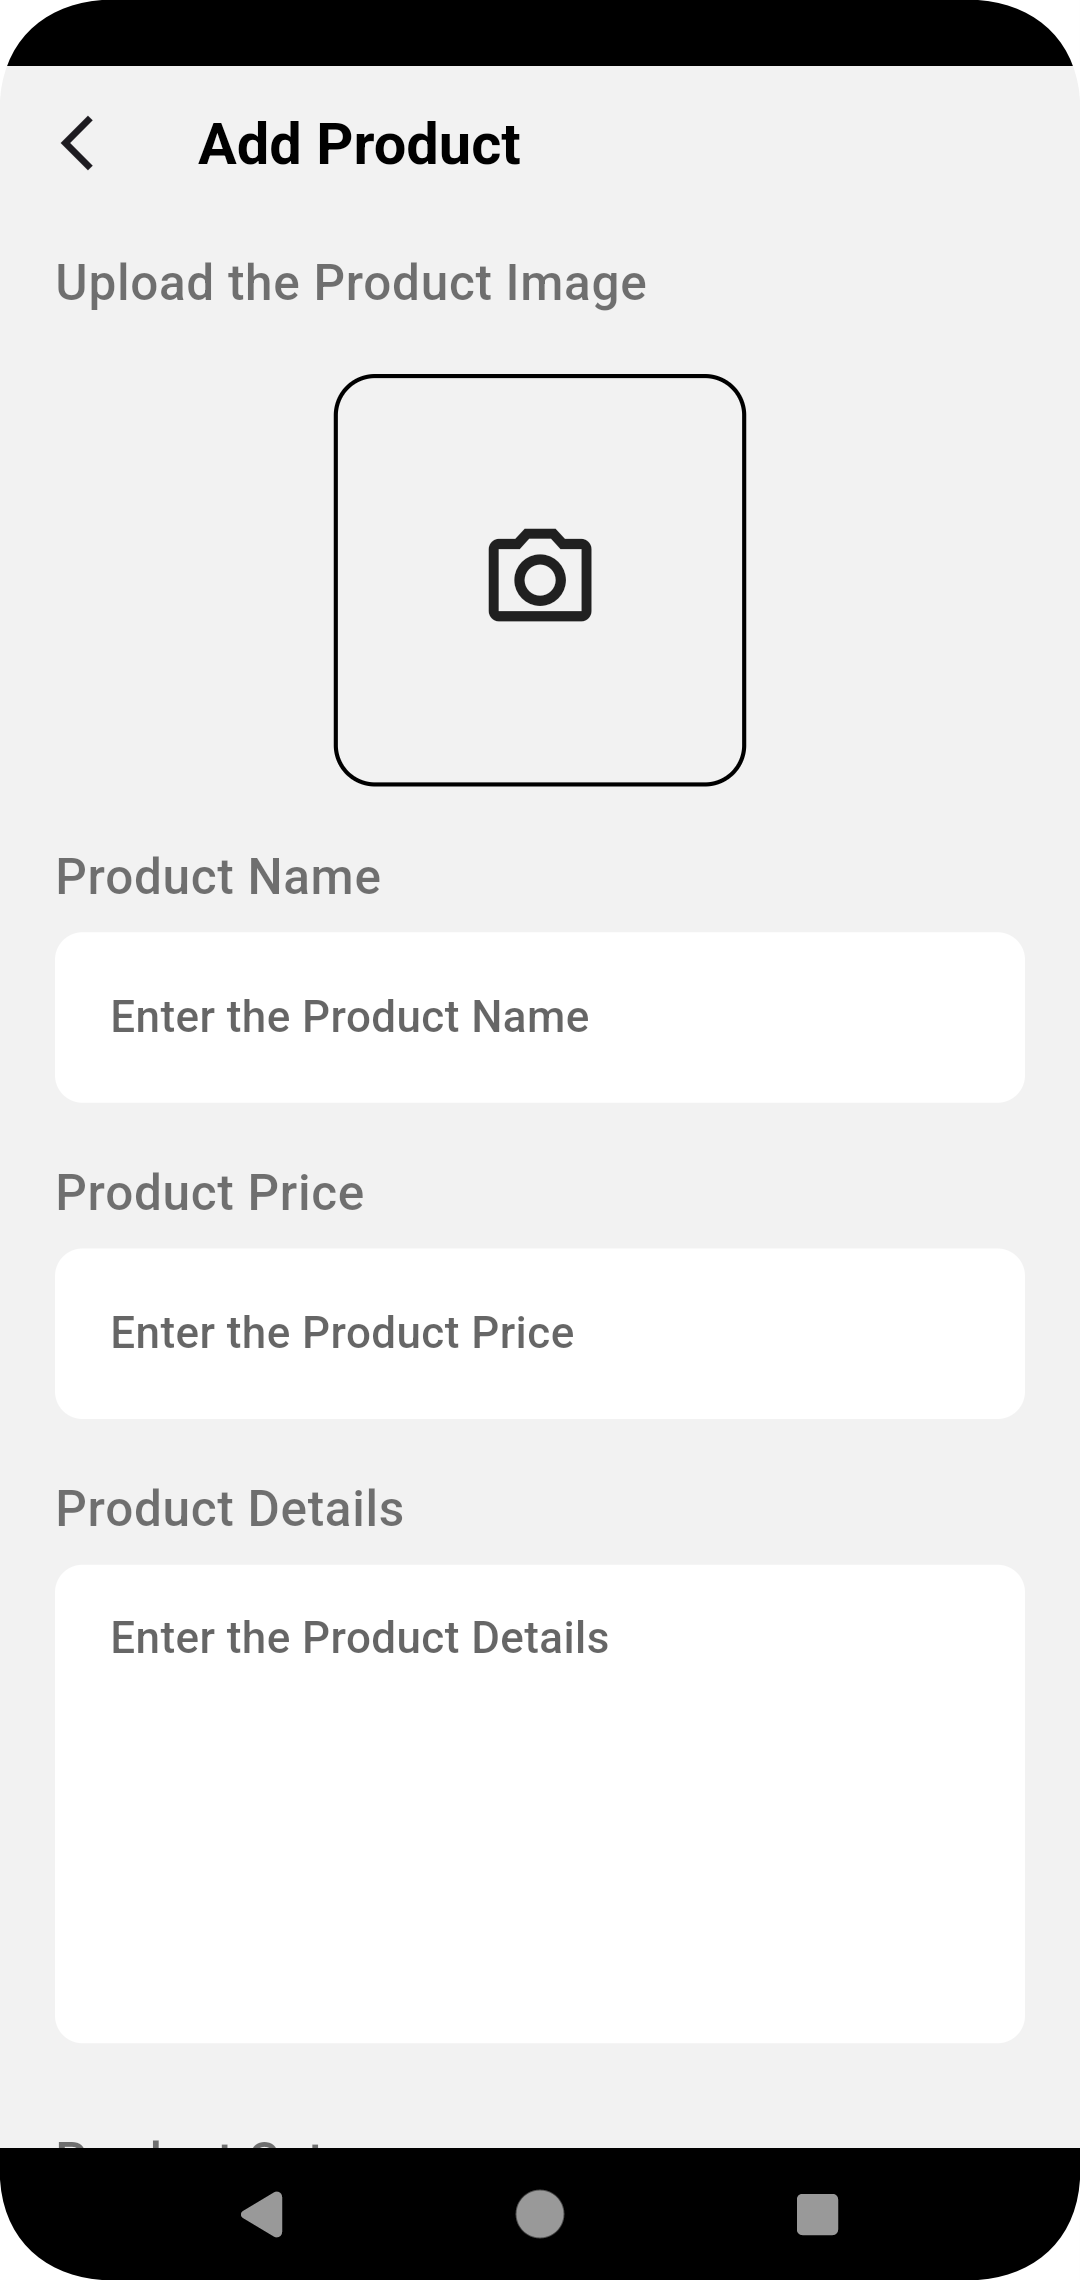 Add Product
Upload the Product Image
Product Name
Enter the Product Name
Product Price
Enter the Product Price
Product Details
Enter the Product Details
Product